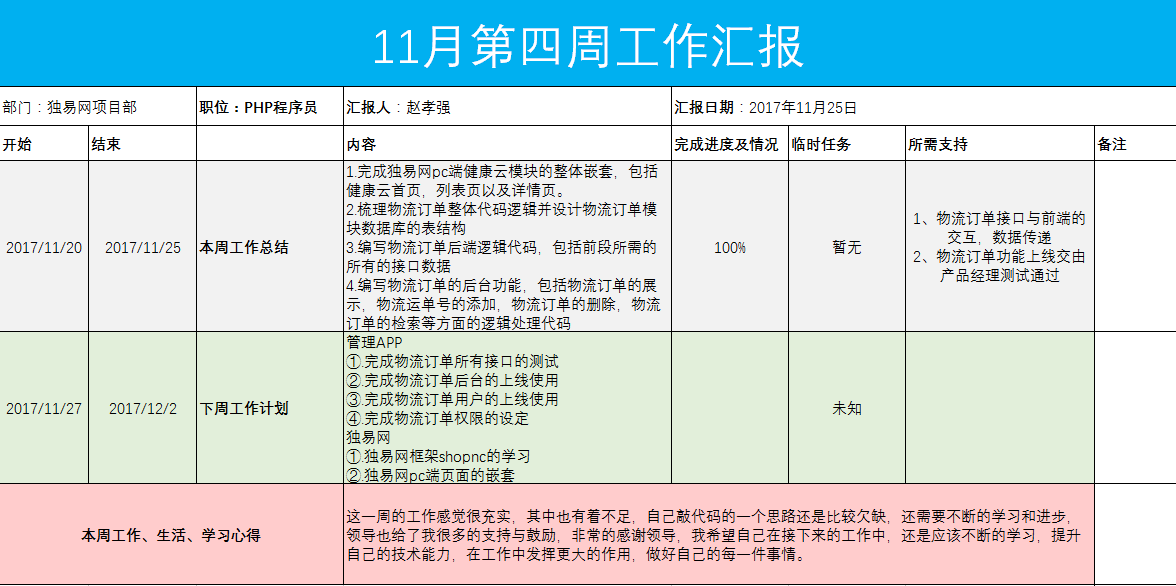 11月第四周工作汇报
部门：独易网项目部
职位：PHP程序员
汇报人：赵孝强
汇报日期：2017年11月25日
开始
结束
内容
完成进度及情况
临时任务
所需支持
备注
2017/11/20
2017/11/25
本周工作总结
1.完成独易网pc端健康云模块的整体嵌套，包括
健康云首页，列表页以及详情页。
2.梳理物流订单整体代码逻辑并设计物流订单模
块数据库的表结构
3.编写物流订单后端逻辑代码，包括前段所需的
所有的接口数据
4.编写物流订单的后台功能，包括物流订单的展
示，物流运单号的添加，物流订单的删除，物流
订单的检索等方面的逻辑处理代码
100%
暂无
1、物流订单接口与前端的
交互，数据传递
2、物流订单功能上线交由
产品经理测试通过
2017/11/27
2017/12/2
下周工作计划
管理APP
①.完成物流订单所有接口的测试
②.完成物流订单后台的上线使用
③.完成物流订单用户的上线使用
④.完成物流订单权限的设定
独易网
①.独易网框架shopnc的学习
②.独易网pc端页面的嵌套
未知
本周工作、生活、学习心得
这一周的工作感觉很充实，其中也有着不足，自己敲代码的一个思路还是比较欠缺，还需要不断的学习和进步，
领导也给了我很多的支持与鼓励，非常的感谢领导，我希望自己在接下来的工作中，还是应该不断的学习，提升
自己的技术能力，在工作中发挥更大的作用，做好自己的每一件事情。